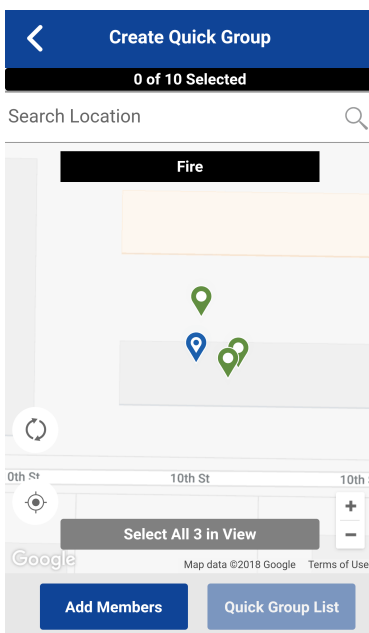 Create Quick Group
0 of 10 Selected
Search Location
Fire
0th St 10th St 10th
Select All 3 in View
Google Map data ©2018 Google Terms of Use
Add Members Quick Group List